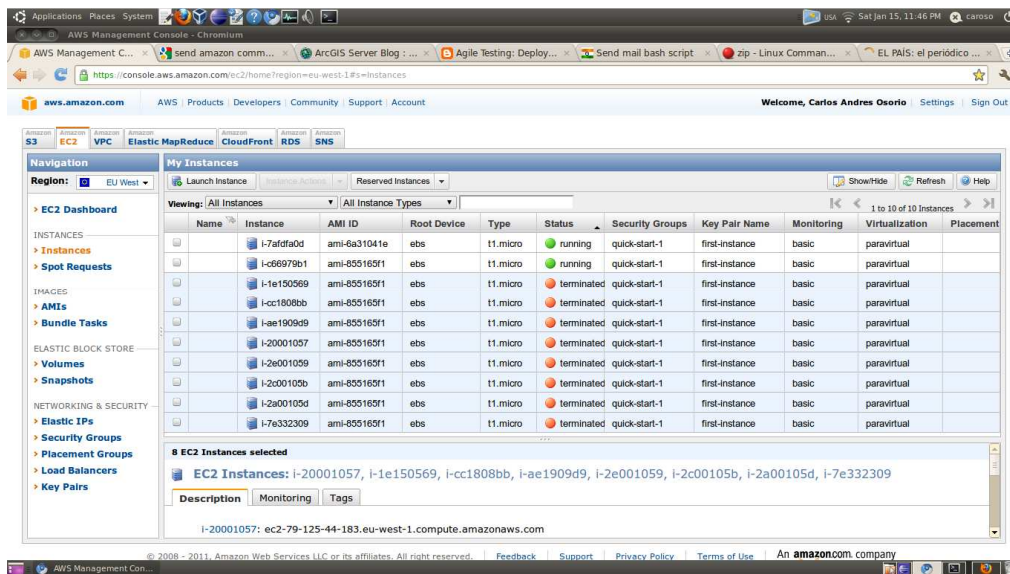 Applications Places System USA Sat Jan 15, 11:46 PM caroso
AWS Management Console - Chromium
AWS Management C... send amazon comm... ArcGIS Server Blog : ... Agile Testing: Deploy... Send mail bash script zip - Linux Comman... EL PAÍS: el periódico ...
https://console.aws.amazon.com/ec2/home?region=eu-west-1#s=Instances
aws.amazon.com AWS | Products | Developers | Community | Support | Account Welcome, Carlos Andres Osorio | Settings | Sign Out
Amazon S3 Amazon EC2 Amazon VPC Amazon Elastic MapReduce Amazon CloudFront Amazon RDS Amazon SNS
Navigation
Region: EU West
> EC2 Dashboard
INSTANCES
> Instances
> Spot Requests
IMAGES
> AMIs
> Bundle Tasks
ELASTIC BLOCK STORE
> Volumes
> Snapshots
NETWORKING & SECURITY
> Elastic IPs
> Security Groups
> Placement Groups
> Load Balancers
> Key Pairs
My Instances
Launch Instance Instance Actions Reserved Instances Show/Hide Refresh Help
Viewing: All Instances All Instance Types 1 to 10 of 10 Instances
Name Instance AMI ID Root Device Type Status Security Groups Key Pair Name Monitoring Virtualization Placement
i-7afdfa0d ami-6a31041e ebs t1.micro running quick-start-1 first-instance basic paravirtual
i-c66979b1 ami-855165f1 ebs t1.micro running quick-start-1 first-instance basic paravirtual
i-1e150569 ami-855165f1 ebs t1.micro terminated quick-start-1 first-instance basic paravirtual
i-cc1808bb ami-855165f1 ebs t1.micro terminated quick-start-1 first-instance basic paravirtual
i-ae1909d9 ami-855165f1 ebs t1.micro terminated quick-start-1 first-instance basic paravirtual
i-20001057 ami-855165f1 ebs t1.micro terminated quick-start-1 first-instance basic paravirtual
i-2e001059 ami-855165f1 ebs t1.micro terminated quick-start-1 first-instance basic paravirtual
i-2c00105b ami-855165f1 ebs t1.micro terminated quick-start-1 first-instance basic paravirtual
i-2a00105d ami-855165f1 ebs t1.micro terminated quick-start-1 first-instance basic paravirtual
i-7e332309 ami-855165f1 ebs t1.micro terminated quick-start-1 first-instance basic paravirtual
8 EC2 Instances selected
EC2 Instances: i-20001057, i-1e150569, i-cc1808bb, i-ae1909d9, i-2e001059, i-2c00105b, i-2a00105d, i-7e332309
Description Monitoring Tags
i-20001057: ec2-79-125-44-183.eu-west-1.compute.amazonaws.com
© 2008 - 2011, Amazon Web Services LLC or its affiliates. All right reserved. | Feedback | Support | Privacy Policy | Terms of Use | An amazon.com. company
AWS Management Con...